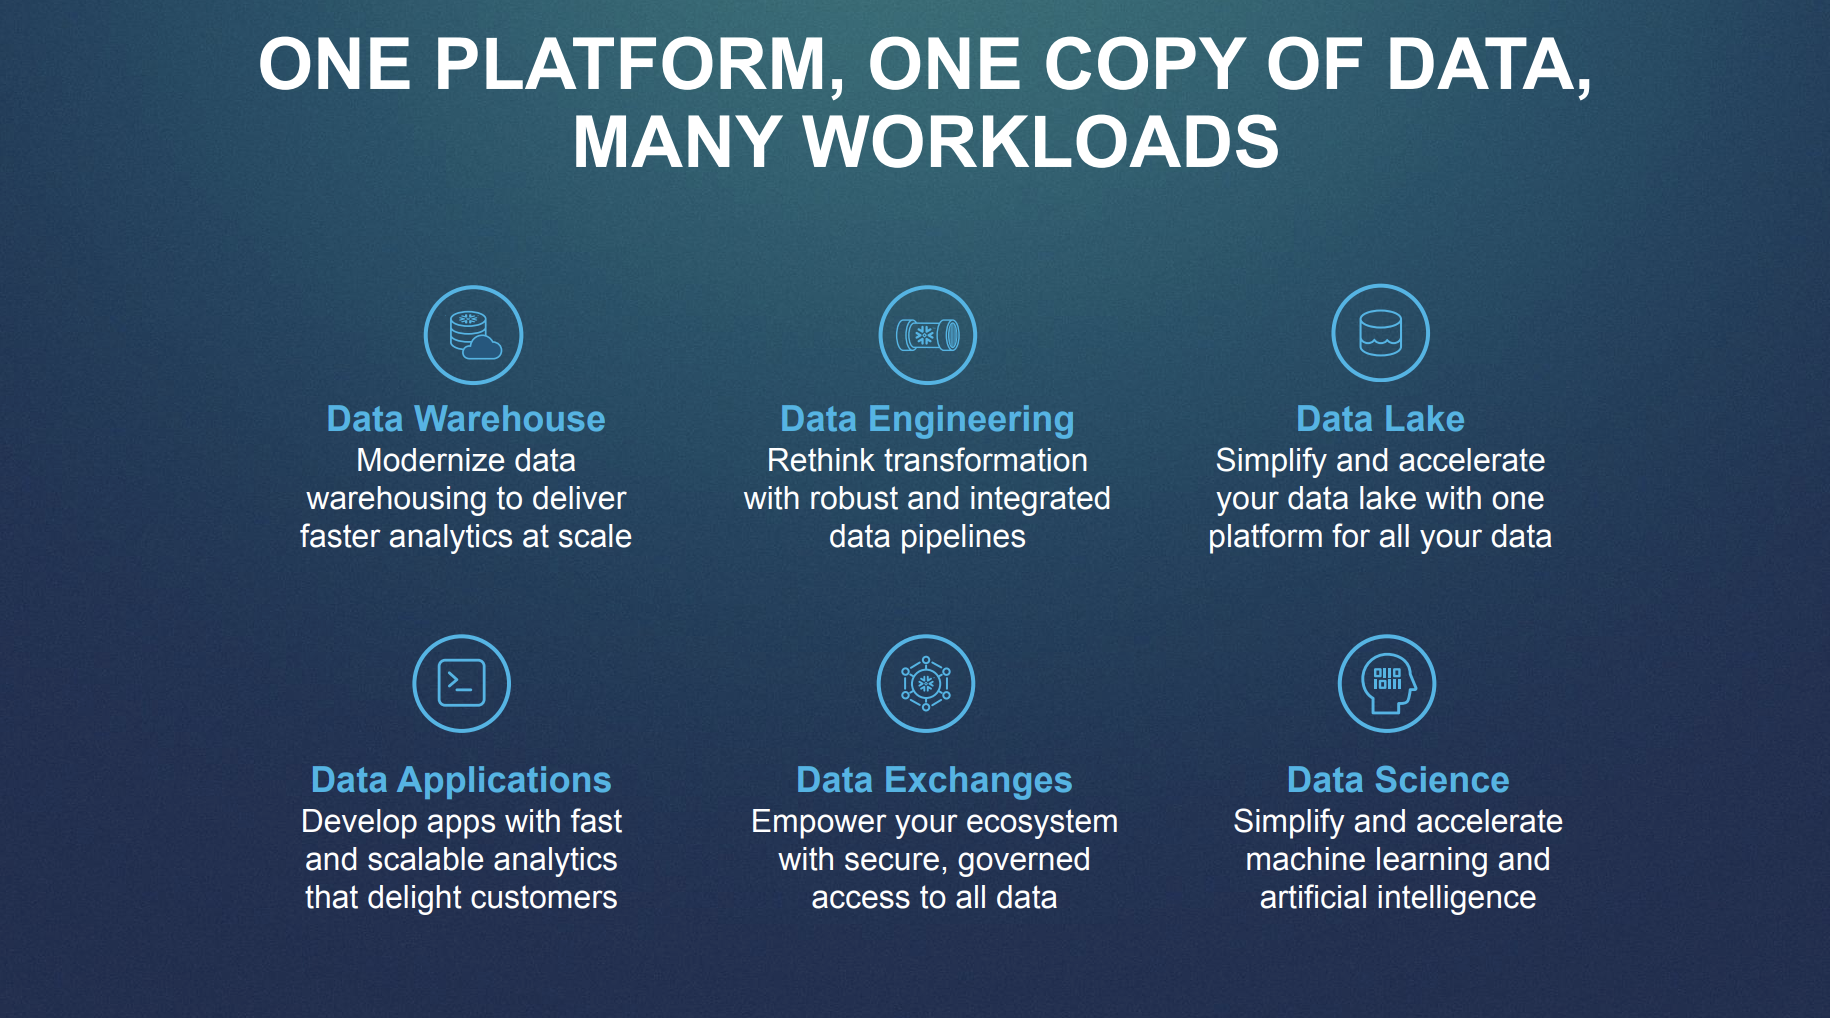 ONE PLATFORM, ONE COPY OF DATA,
MANY WORKLOADS
Data Warehouse
Modernize data
warehousing to deliver
faster analytics at scale
Data Engineering
Rethink transformation
with robust and integrated
data pipelines
Data Lake
Simplify and accelerate
your data lake with one
platform for all your data
Data Applications
Develop apps with fast
and scalable analytics
that delight customers
Data Exchanges
Empower your ecosystem
with secure, governed
access to all data
Data Science
Simplify and accelerate
machine learning and
artificial intelligence